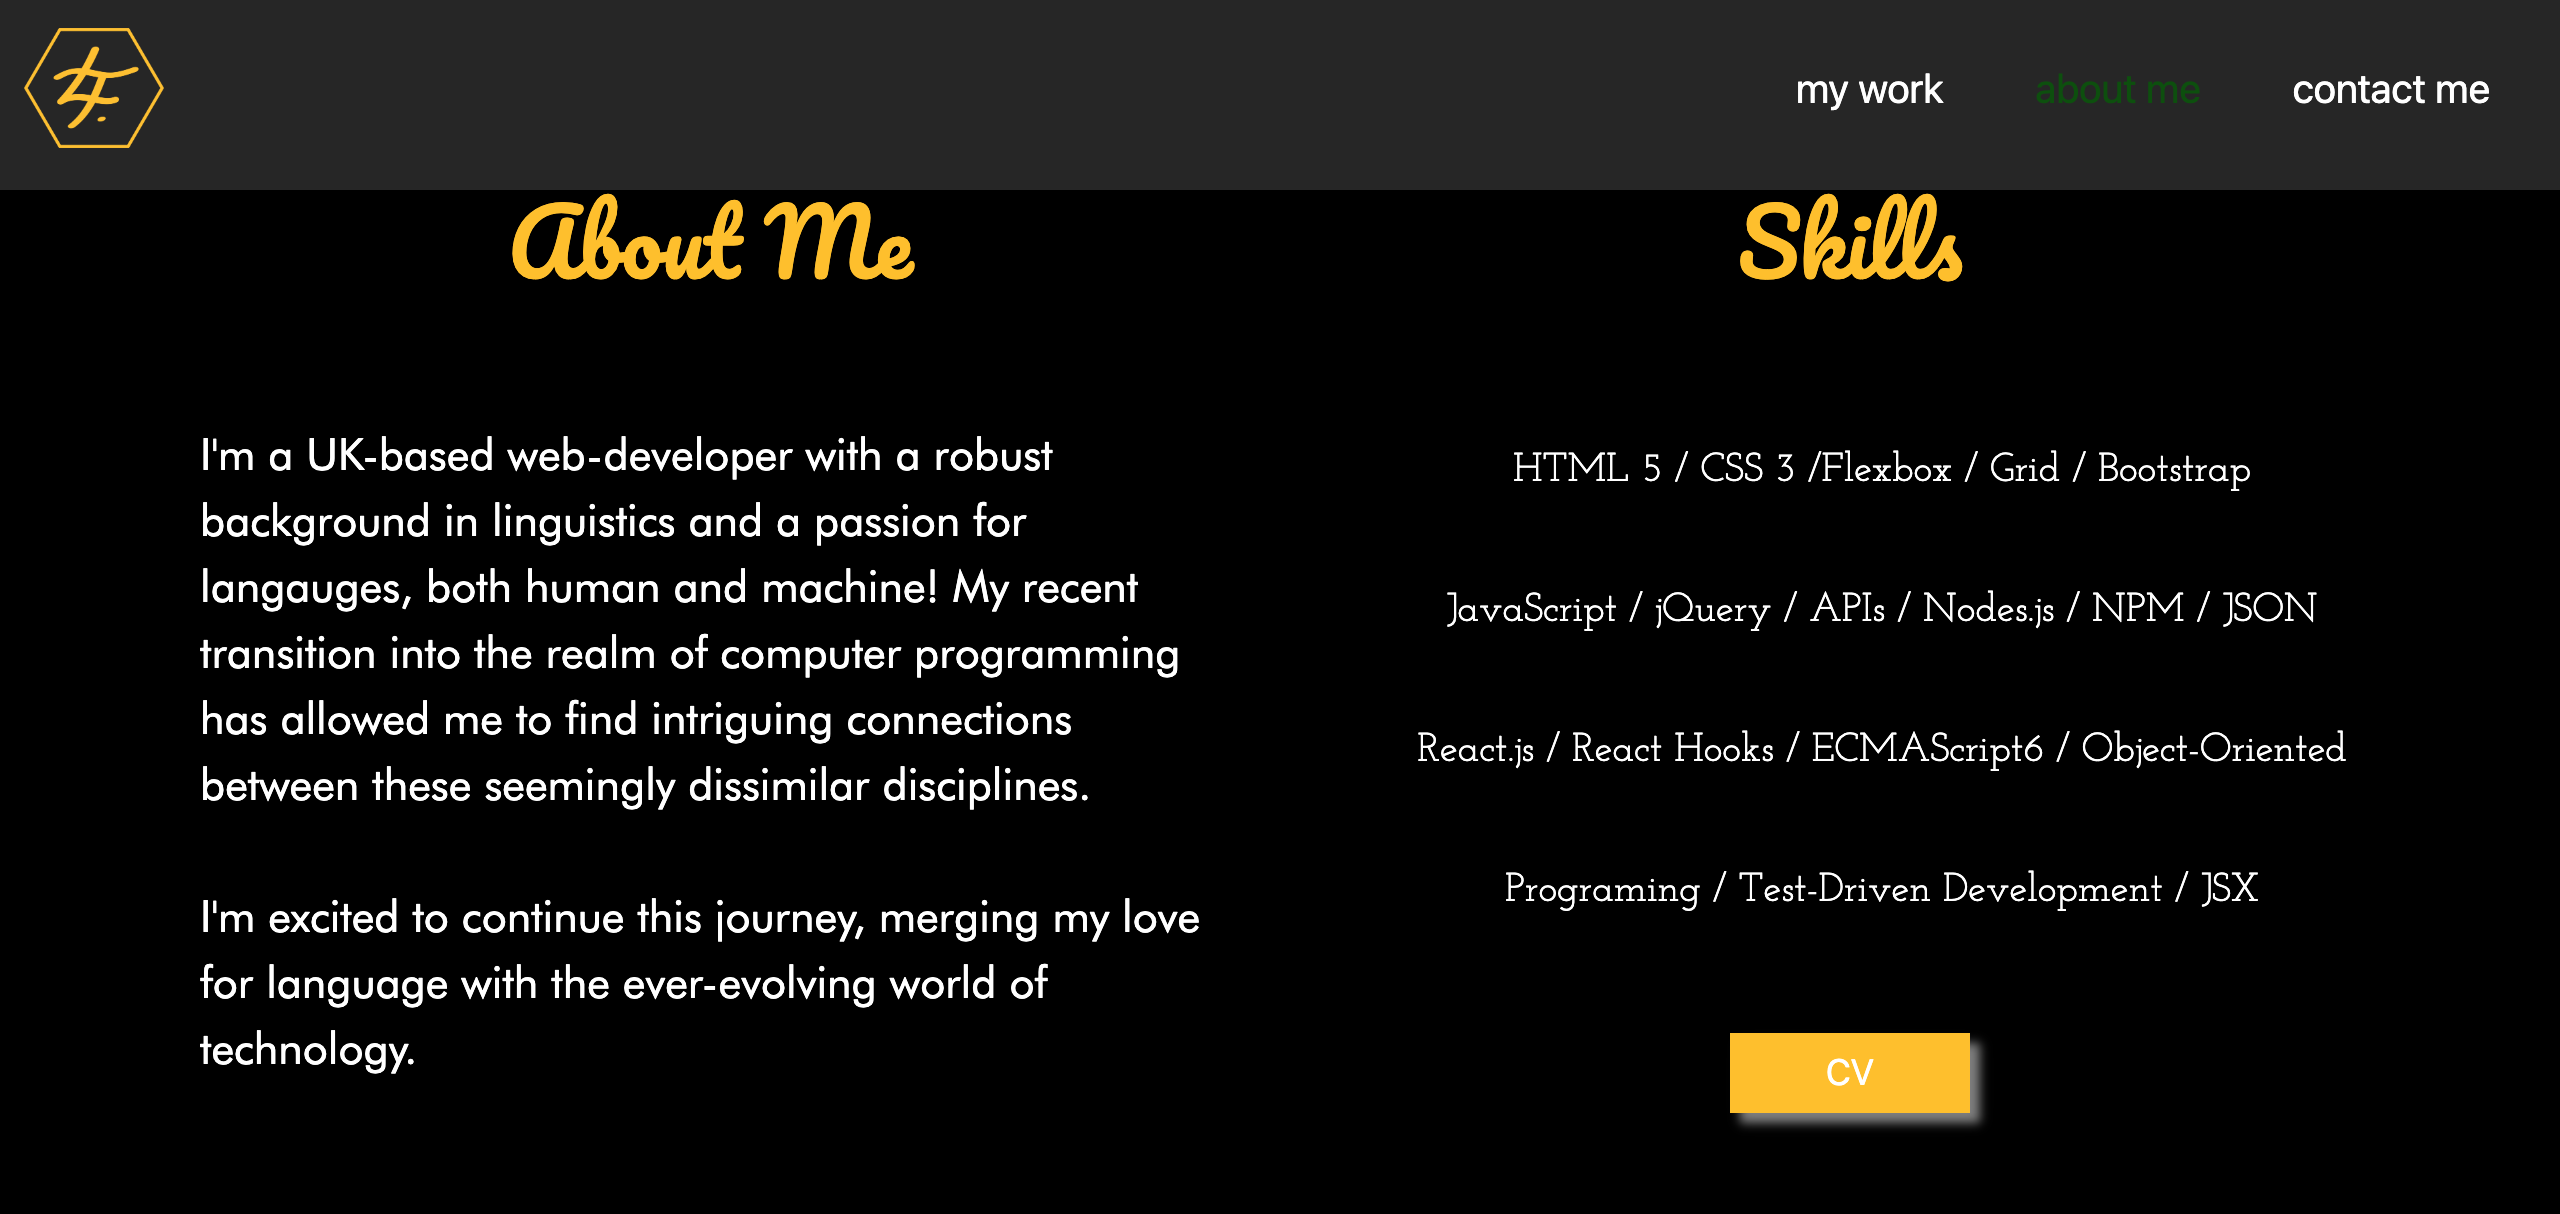 my work
about me
contact me
About Me
I'm a UK-based web-developer with a robust
background in linguistics and a passion for
langauges, both human and machine! My recent
transition into the realm of computer programming
has allowed me to find intriguing connections
between these seemingly dissimilar disciplines.
I'm excited to continue this journey, merging my love
for language with the ever-evolving world of
technology.
Skills
HTML 5 / CSS 3 /Flexbox / Grid / Bootstrap
JavaScript / jQuery / APIs / Nodes.js / NPM / JSON
React.js / React Hooks / ECMAScript6 / Object-Oriented
Programing / Test-Driven Development / JSX
CV